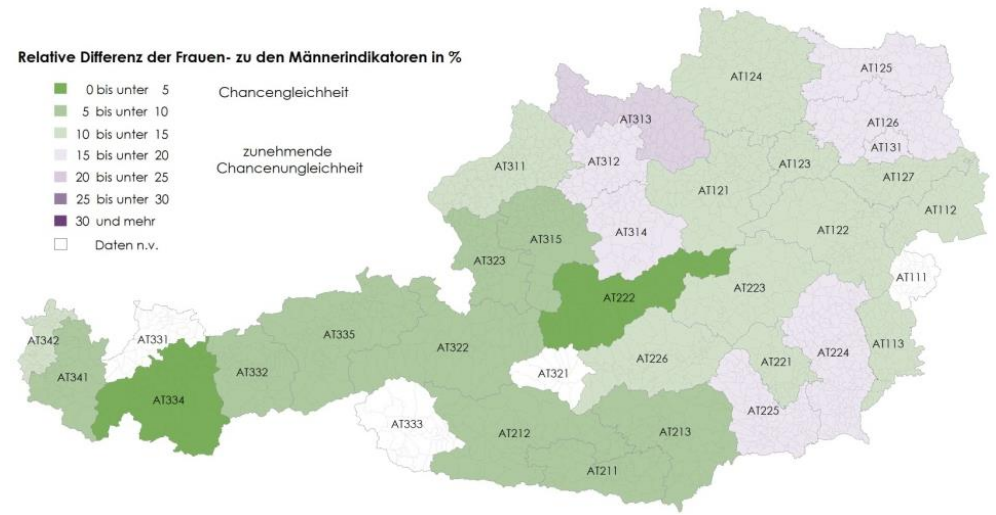 Relative Differenz der Frauen- zu den Männerindikatoren in %
0 bis unter 5 Chancengleichheit
5 bis unter 10
10 bis unter 15
15 bis unter 20 zunehmende
20 bis unter 25 Chancenungleichheit
25 bis unter 30
30 und mehr
Daten n.v.
AT124
AT125
AT313
AT126
AT131
AT312
AT311
AT123
AT127
AT121
AT112
AT122
AT314
AT315
AT323
AT111
AT223
AT222
AT342
AT331
AT335
AT322
AT113
AT224
AT226
AT221
AT332
AT321
AT341
AT334
AT225
AT333
AT212
AT213
AT211